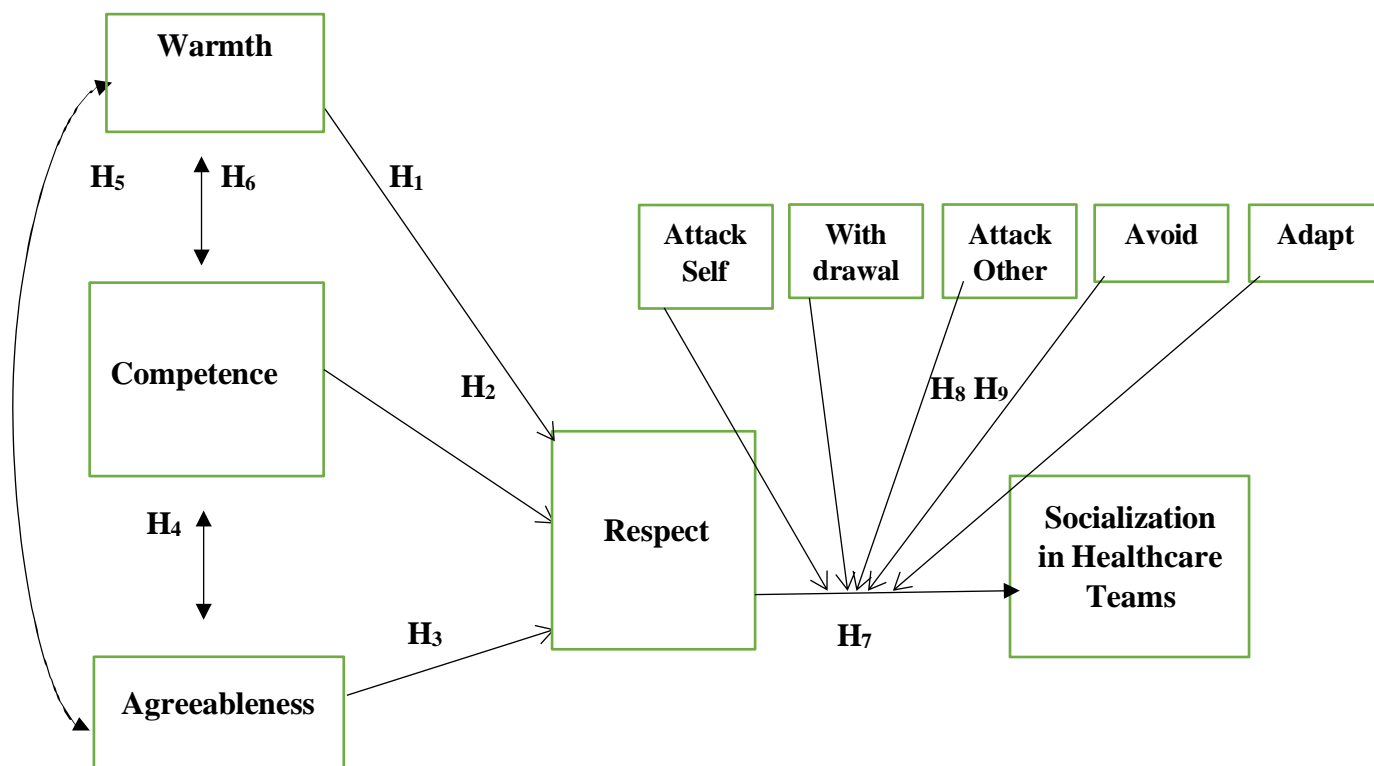 Warmth
H₅
H₆
H₁
Attack
Self
With
drawal
Attack
Other
Avoid
Adapt
Competence
H₂
H₈ H₉
H₄
Respect
Socialization
in Healthcare
Teams
H₃
H₇
Agreeableness